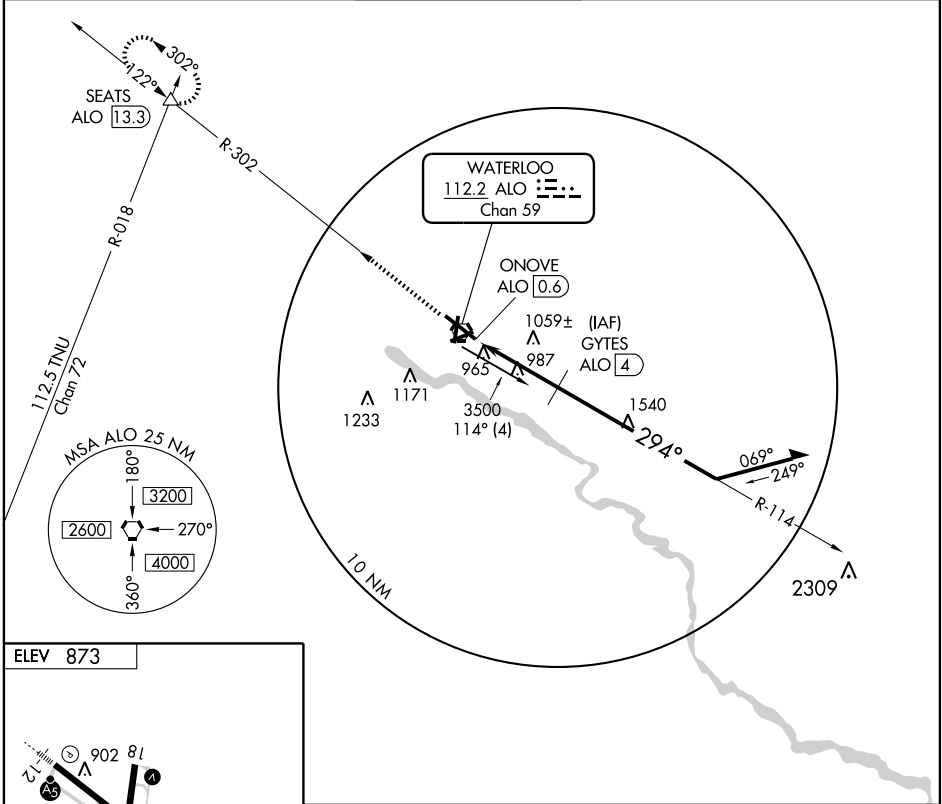 302°
122°
SEATS
ALO 13.3
R-302
R-018
112.5 TNU
Chan 72
WATERLOO
112.2 ALO
Chan 59
ONOVE
ALO 0.6
1059± (IAF)
GYTES
ALO 4
965
987
1171
1233
3500
114° (4)
1540
294°
069°
249°
R-114
2309
10 NM
MSA ALO 25 NM
180°
3200
2600
270°
4000
360°
ELEV 873
P
902
18
12
A5
V